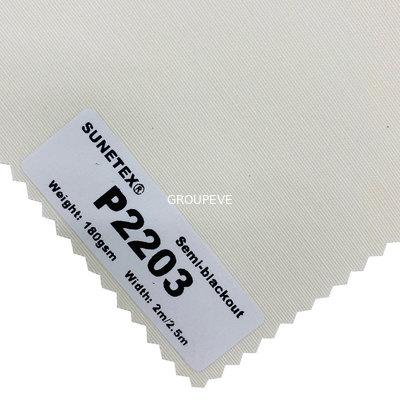 SUNETEX®
P2203
Semi-blackout
Weight: 180gsm
Width: 2m/2.5m
GROUPEVE